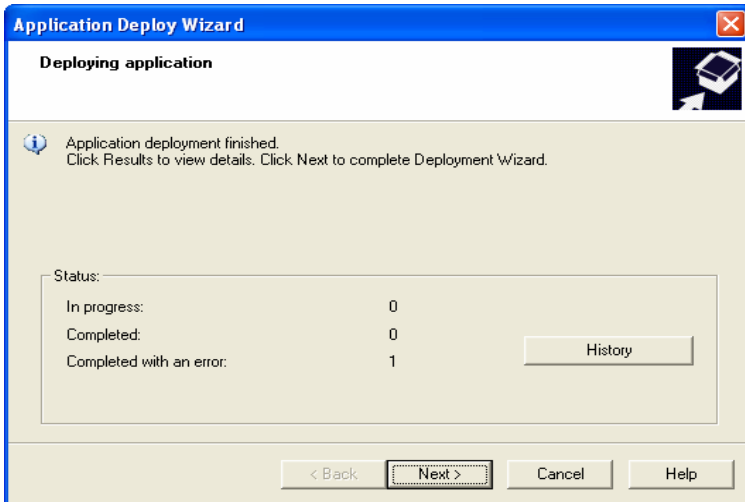 Application Deploy Wizard
Deploying application
Application deployment finished.
Click Results to view details. Click Next to complete Deployment Wizard.
Status:
In progress: 0
Completed: 0
Completed with an error: 1
History
< Back Next > Cancel Help